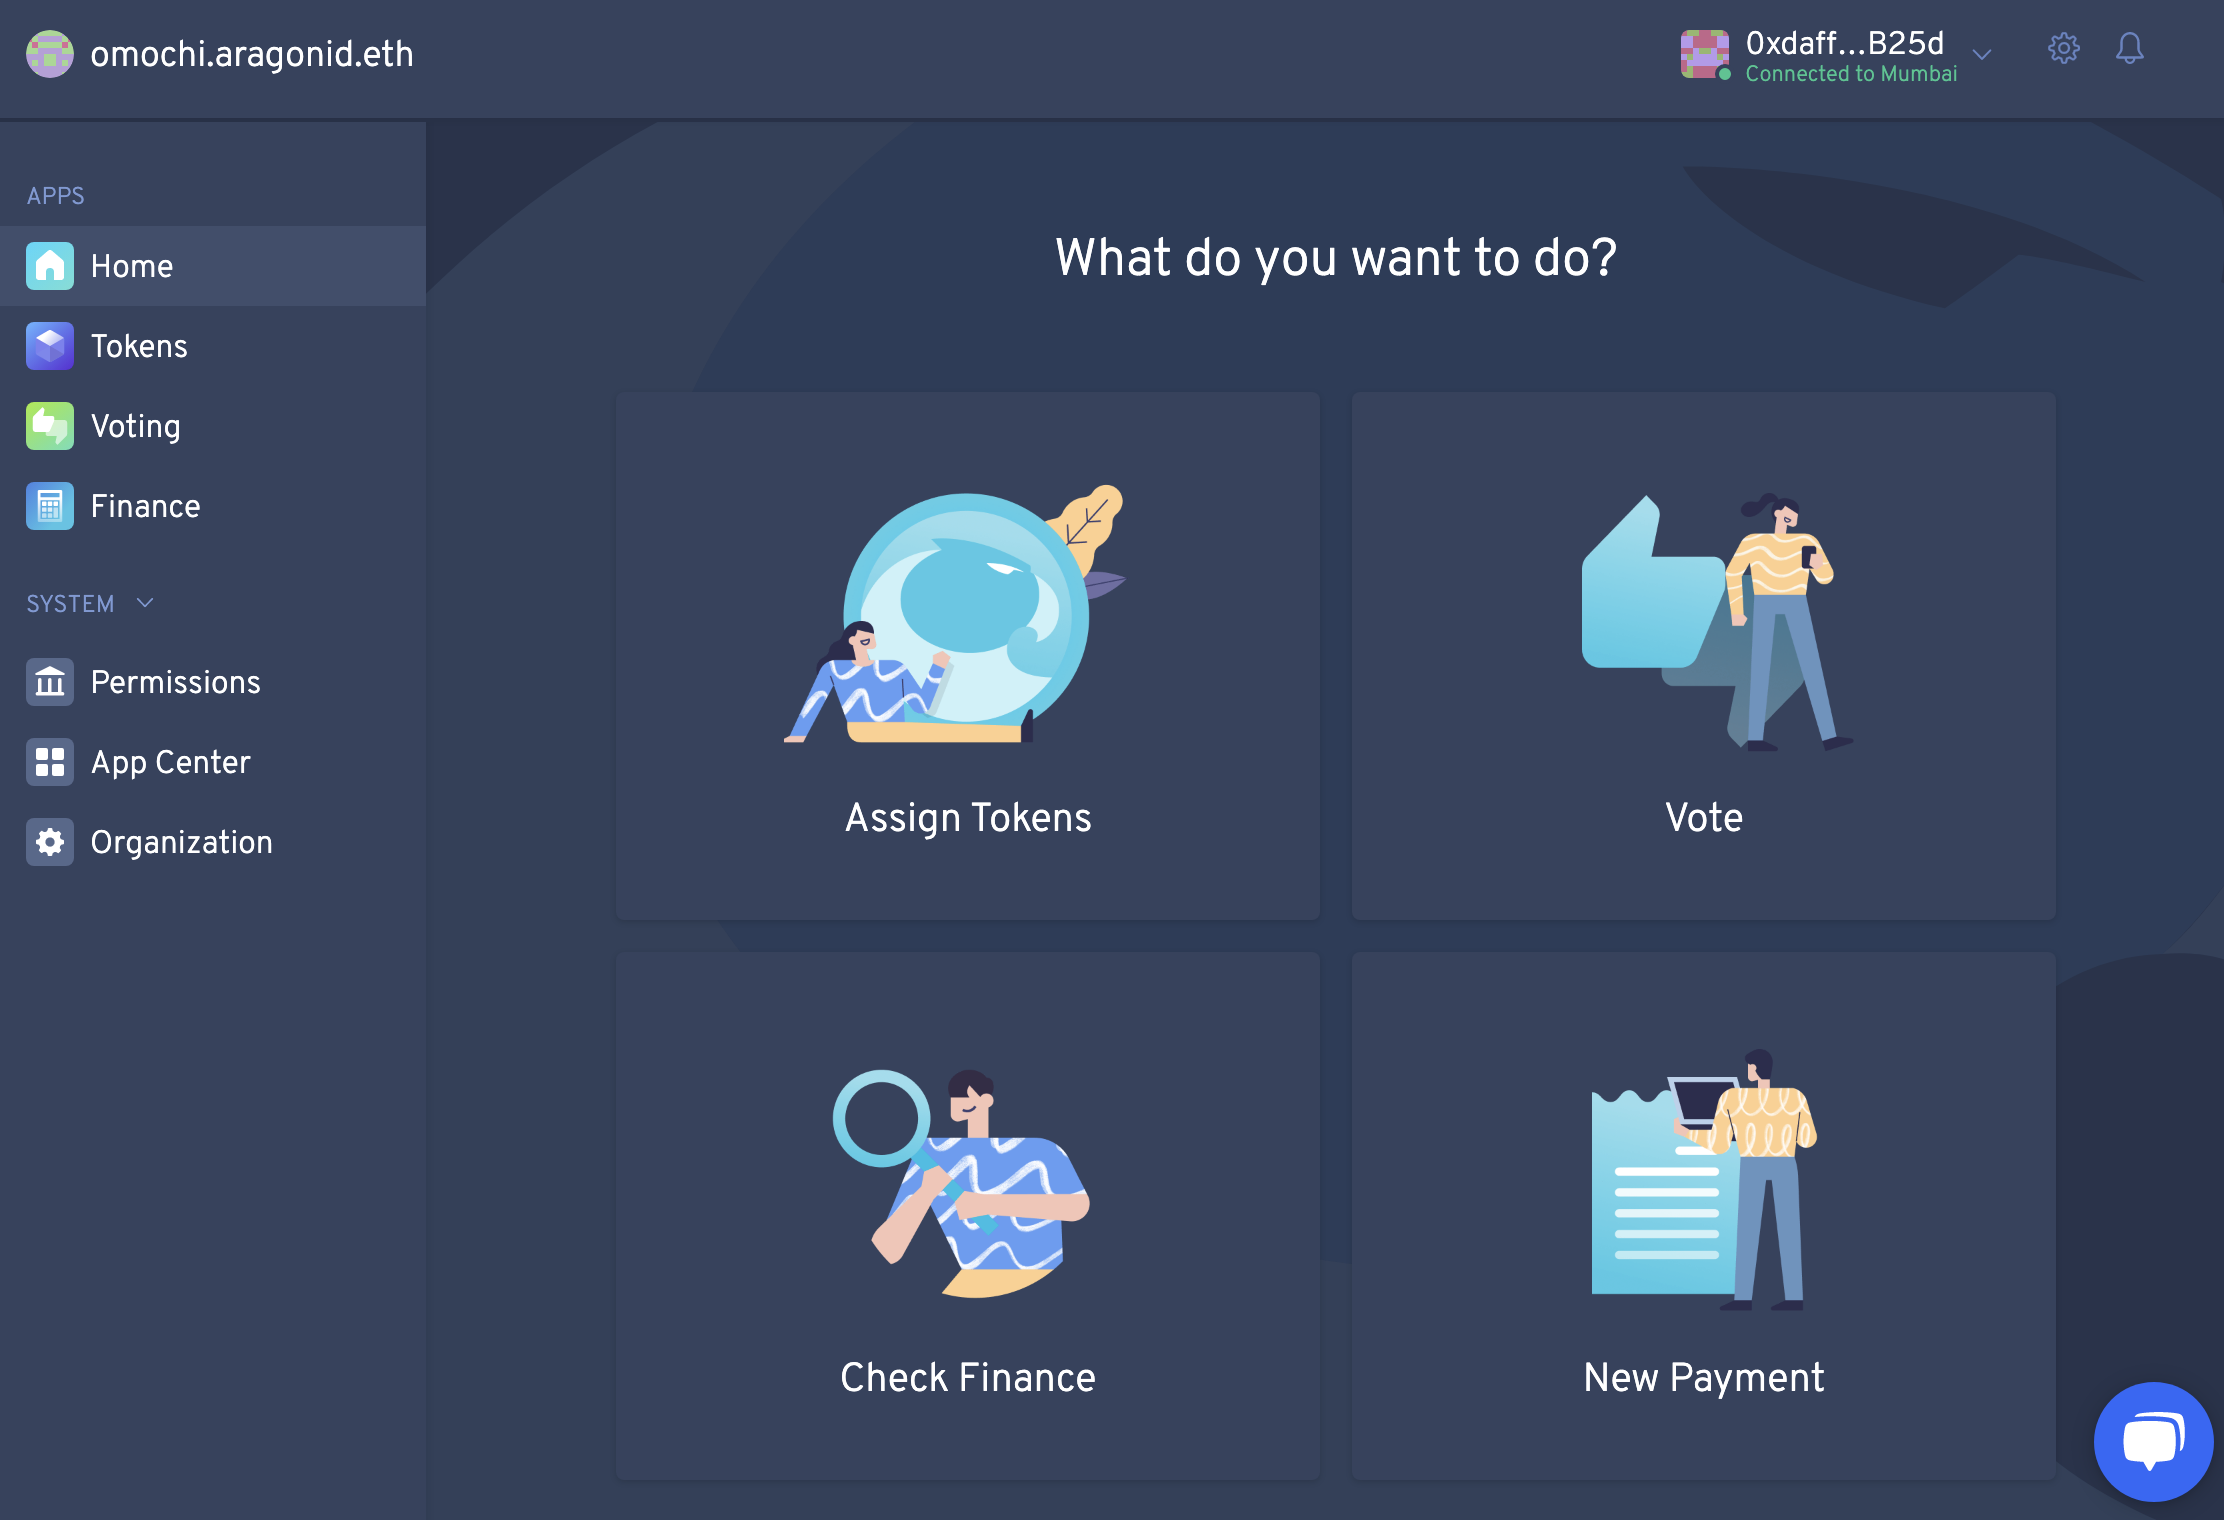 omochi.aragonid.eth
0xdaff...B25d
Connected to Mumbai
APPS
Home
Tokens
Voting
Finance
SYSTEM
Permissions
App Center
Organization
What do you want to do?
Assign Tokens
Vote
Check Finance
New Payment